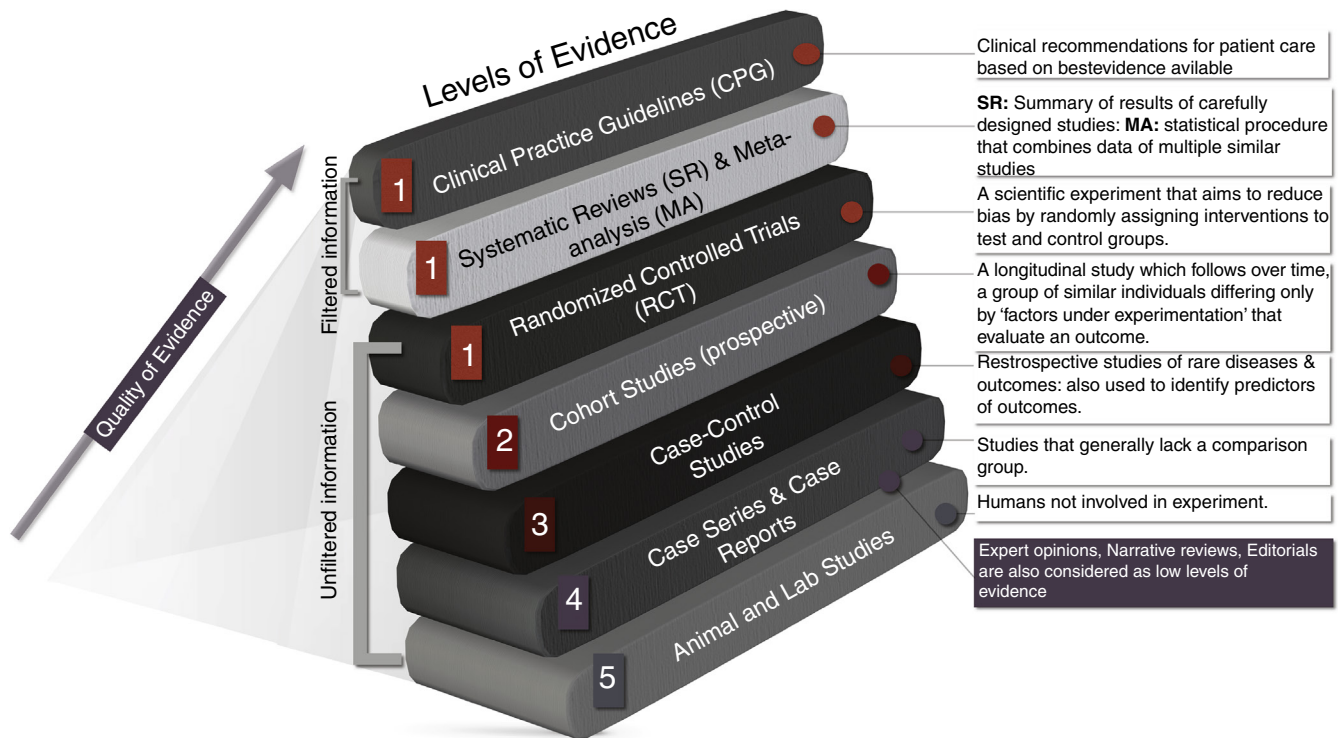 Levels of Evidence
Quality of Evidence
Filtered information
Unfiltered information
1
Clinical Practice Guidelines (CPG)
Clinical recommendations for patient care
based on bestevidence avilable
1
Systematic Reviews (SR) & Meta-
analysis (MA)
SR: Summary of results of carefully
designed studies: MA: statistical procedure
that combines data of multiple similar
studies
1
Randomized Controlled Trials
(RCT)
A scientific experiment that aims to reduce
bias by randomly assigning interventions to
test and control groups.
2
Cohort Studies (prospective)
A longitudinal study which follows over time,
a group of similar individuals differing only
by ‘factors under experimentation’ that
evaluate an outcome.
3
Case-Control
Studies
Restrospective studies of rare diseases &
outcomes: also used to identify predictors
of outcomes.
4
Case Series & Case
Reports
Studies that generally lack a comparison
group.
5
Animal and Lab Studies
Humans not involved in experiment.
Expert opinions, Narrative reviews, Editorials
are also considered as low levels of
evidence